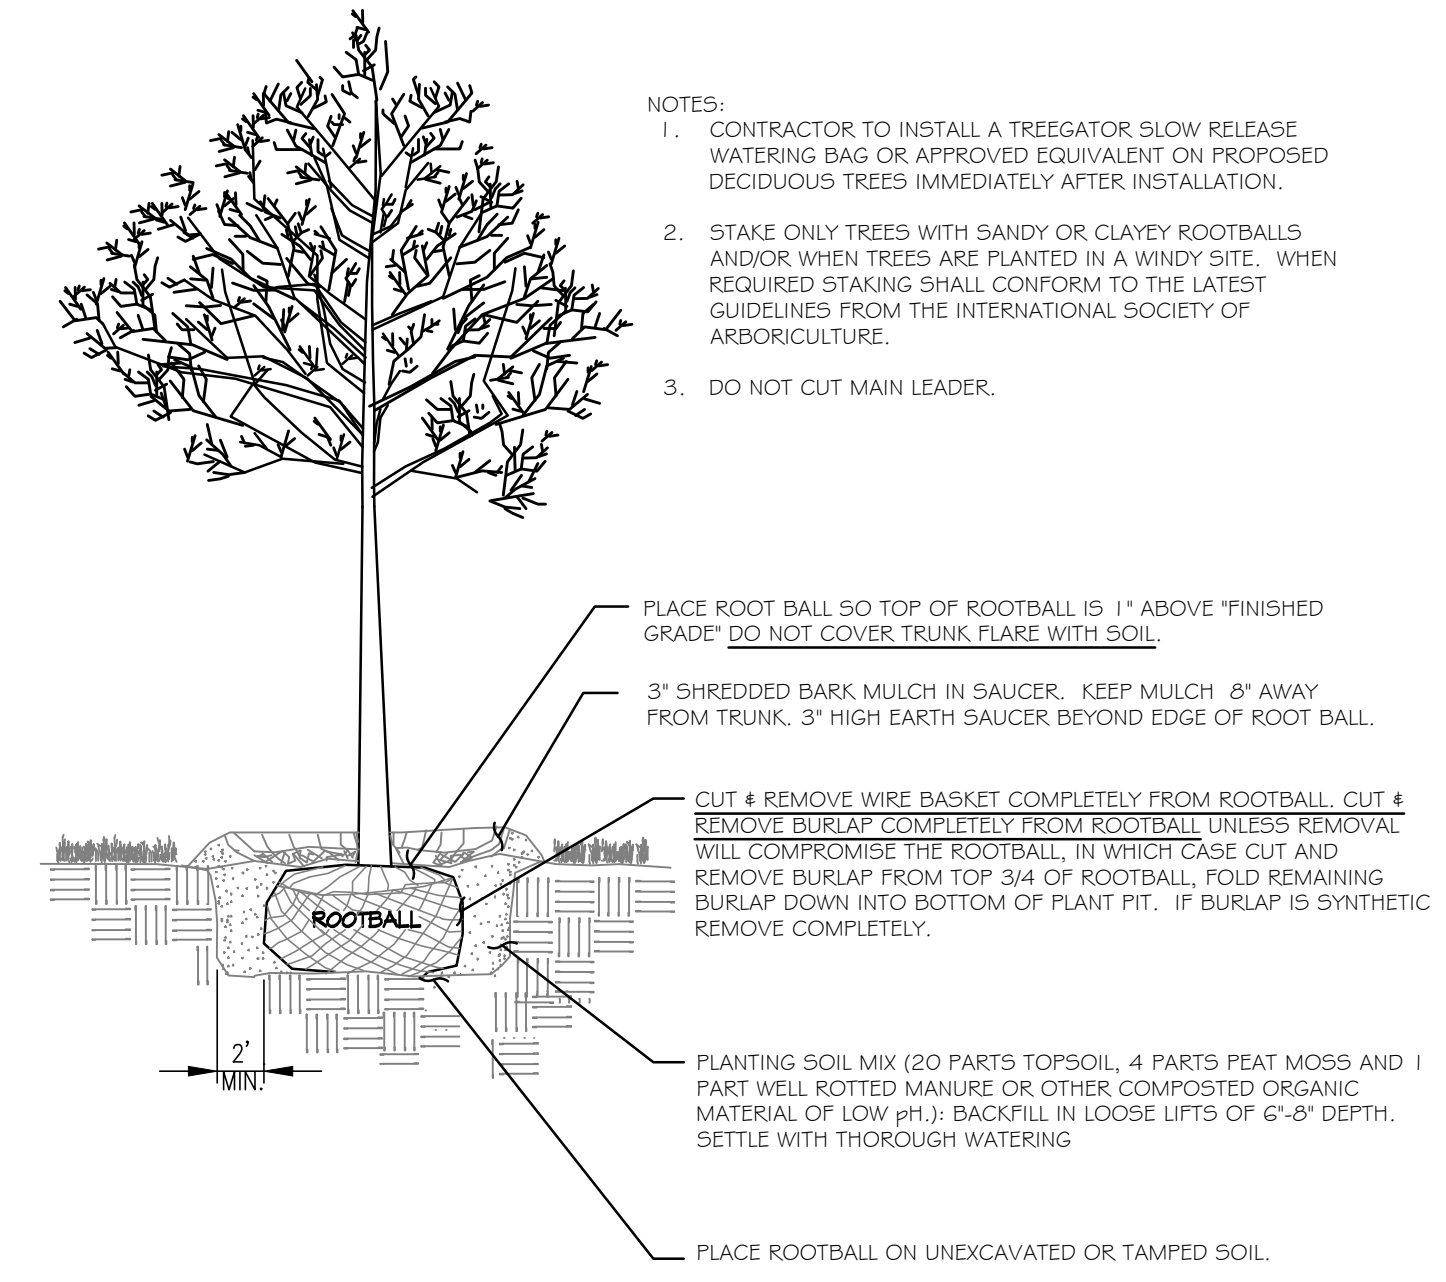 NOTES:
1. CONTRACTOR TO INSTALL A TREEGATOR SLOW RELEASE
WATERING BAG OR APPROVED EQUIVALENT ON PROPOSED
DECIDUOUS TREES IMMEDIATELY AFTER INSTALLATION.
2. STAKE ONLY TREES WITH SANDY OR CLAYEY ROOTBALLS
AND/OR WHEN TREES ARE PLANTED IN A WINDY SITE. WHEN
REQUIRED STAKING SHALL CONFORM TO THE LATEST
GUIDELINES FROM THE INTERNATIONAL SOCIETY OF
ARBORICULTURE.
3. DO NOT CUT MAIN LEADER.
PLACE ROOT BALL SO TOP OF ROOTBALL IS 1" ABOVE "FINISHED
GRADE" DO NOT COVER TRUNK FLARE WITH SOIL.
3" SHREDDED BARK MULCH IN SAUCER. KEEP MULCH 8" AWAY
FROM TRUNK. 3" HIGH EARTH SAUCER BEYOND EDGE OF ROOT BALL.
CUT & REMOVE WIRE BASKET COMPLETELY FROM ROOTBALL. CUT &
REMOVE BURLAP COMPLETELY FROM ROOTBALL UNLESS REMOVAL
WILL COMPROMISE THE ROOTBALL, IN WHICH CASE CUT AND
REMOVE BURLAP FROM TOP 3/4 OF ROOTBALL, FOLD REMAINING
BURLAP DOWN INTO BOTTOM OF PLANT PIT. IF BURLAP IS SYNTHETIC
REMOVE COMPLETELY.
ROOTBALL
2'
MIN.
PLANTING SOIL MIX (20 PARTS TOPSOIL, 4 PARTS PEAT MOSS AND 1
PART WELL ROTTED MANURE OR OTHER COMPOSTED ORGANIC
MATERIAL OF LOW pH.): BACKFILL IN LOOSE LIFTS OF 6"-8" DEPTH.
SETTLE WITH THOROUGH WATERING
PLACE ROOTBALL ON UNEXCAVATED OR TAMPED SOIL.